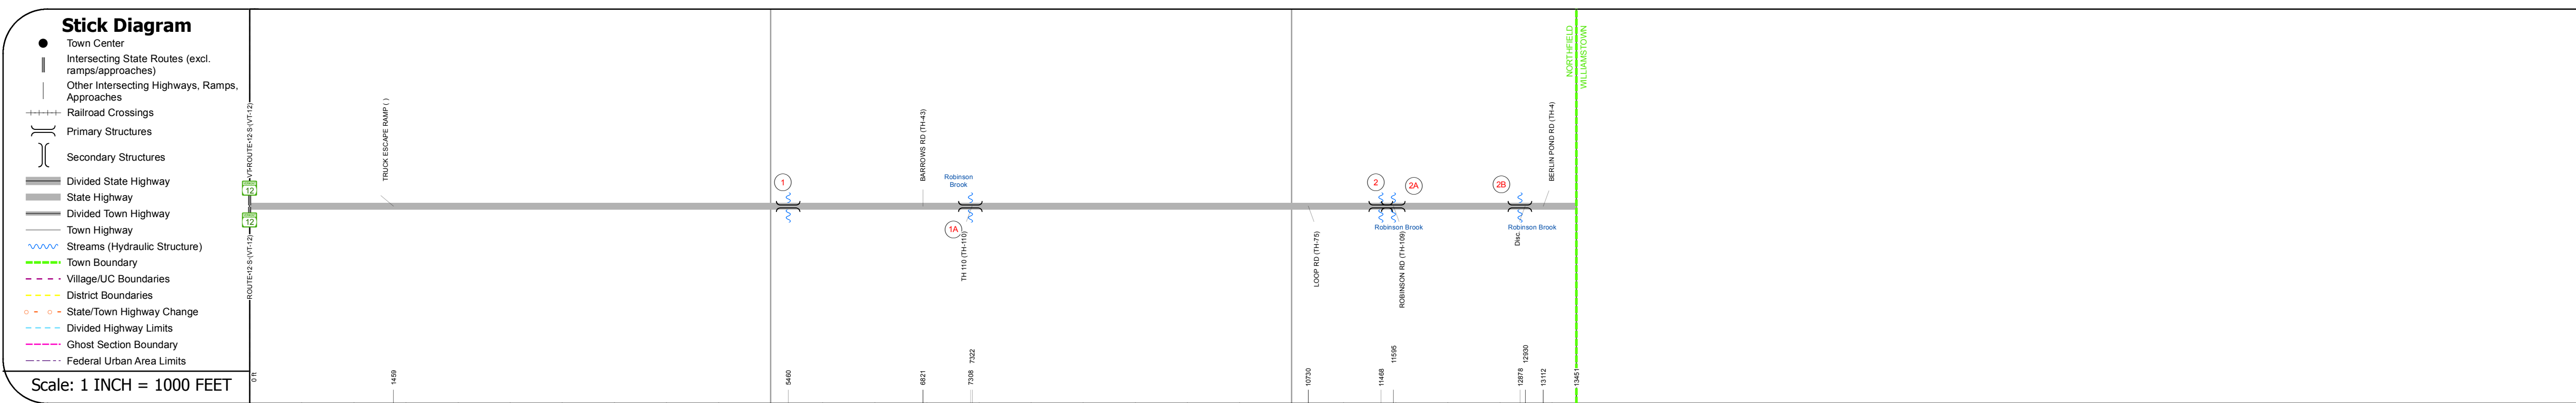 Stick Diagram
Town Center
Intersecting State Routes (excl.
ramps/approaches)
Other Intersecting Highways, Ramps,
Approaches
Railroad Crossings
Primary Structures
Secondary Structures
Divided State Highway
State Highway
Divided Town Highway
Town Highway
Streams (Hydraulic Structure)
Town Boundary
Village/UC Boundaries
District Boundaries
State/Town Highway Change
Divided Highway Limits
Ghost Section Boundary
Federal Urban Area Limits
Scale: 1 INCH = 1000 FEET
VT-ROUTE-12 S-(VT-12)
12
12
ROUTE-12 S-(VT-12)
TRUCK ESCAPE RAMP ( )
1
BARROWS RD (TH-43)
Robinson
Brook
1A
TH 110 (TH-110)
LOOP RD (TH-75)
2
2A
Robinson Brook
ROBINSON RD (TH-109)
2B
Robinson Brook
Disc.
BERLIN POND RD (TH-4)
NORTHFIELD
WILLIAMSTOWN
0 ft
1459
5460
6821
7308
7322
10730
11468
11595
12878
12930
13112
13451